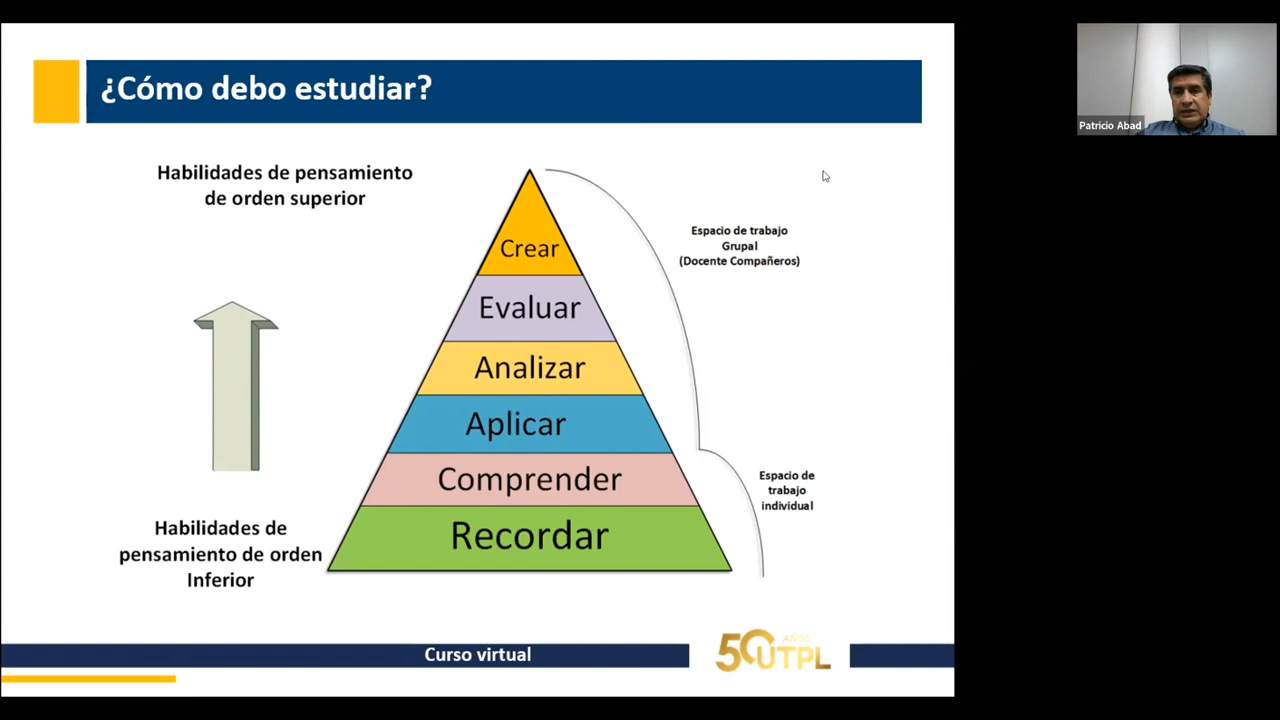 ¿Cómo debo estudiar?
Patricio Abad
Habilidades de pensamiento
de orden superior
Crear
Evaluar
Analizar
Aplicar
Comprender
Recordar
Espacio de trabajo
Grupal
(Docente Compañeros)
Espacio de
trabajo
individual
Habilidades de
pensamiento de orden
Inferior
Curso virtual
50 AÑOS
UTPL